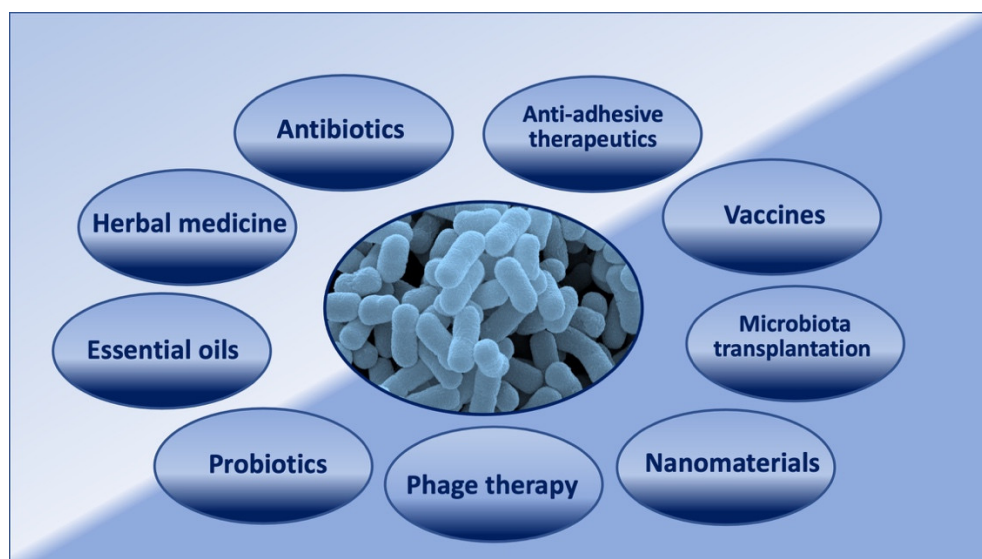 Antibiotics
Anti-adhesive
therapeutics
Herbal medicine
Vaccines
Essential oils
Microbiota
transplantation
Probiotics
Phage therapy
Nanomaterials